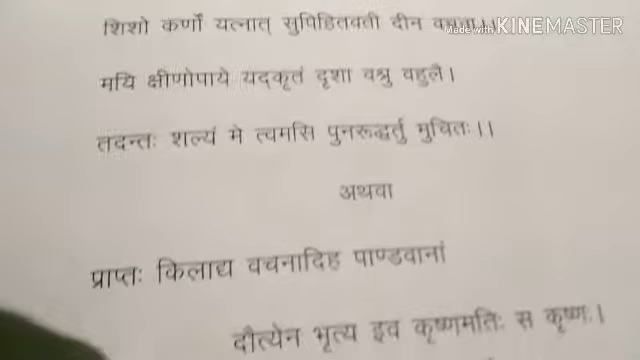 शिशो कर्णौ यत्नात् सुपिहितवती दीन
Made with KINEMASTER
मयि क्षीणोपाये यदकृतं दृशा वश्रु वहुलै।
तदन्तः शल्यं मे त्वमसि पुनरूद्धर्तु मुचितः।।
अथवा
प्राप्तः किलाद्य वचनादिह पाण्डवानां
दौत्येन भृत्य इव कृष्णमतिः स कृष्णः।